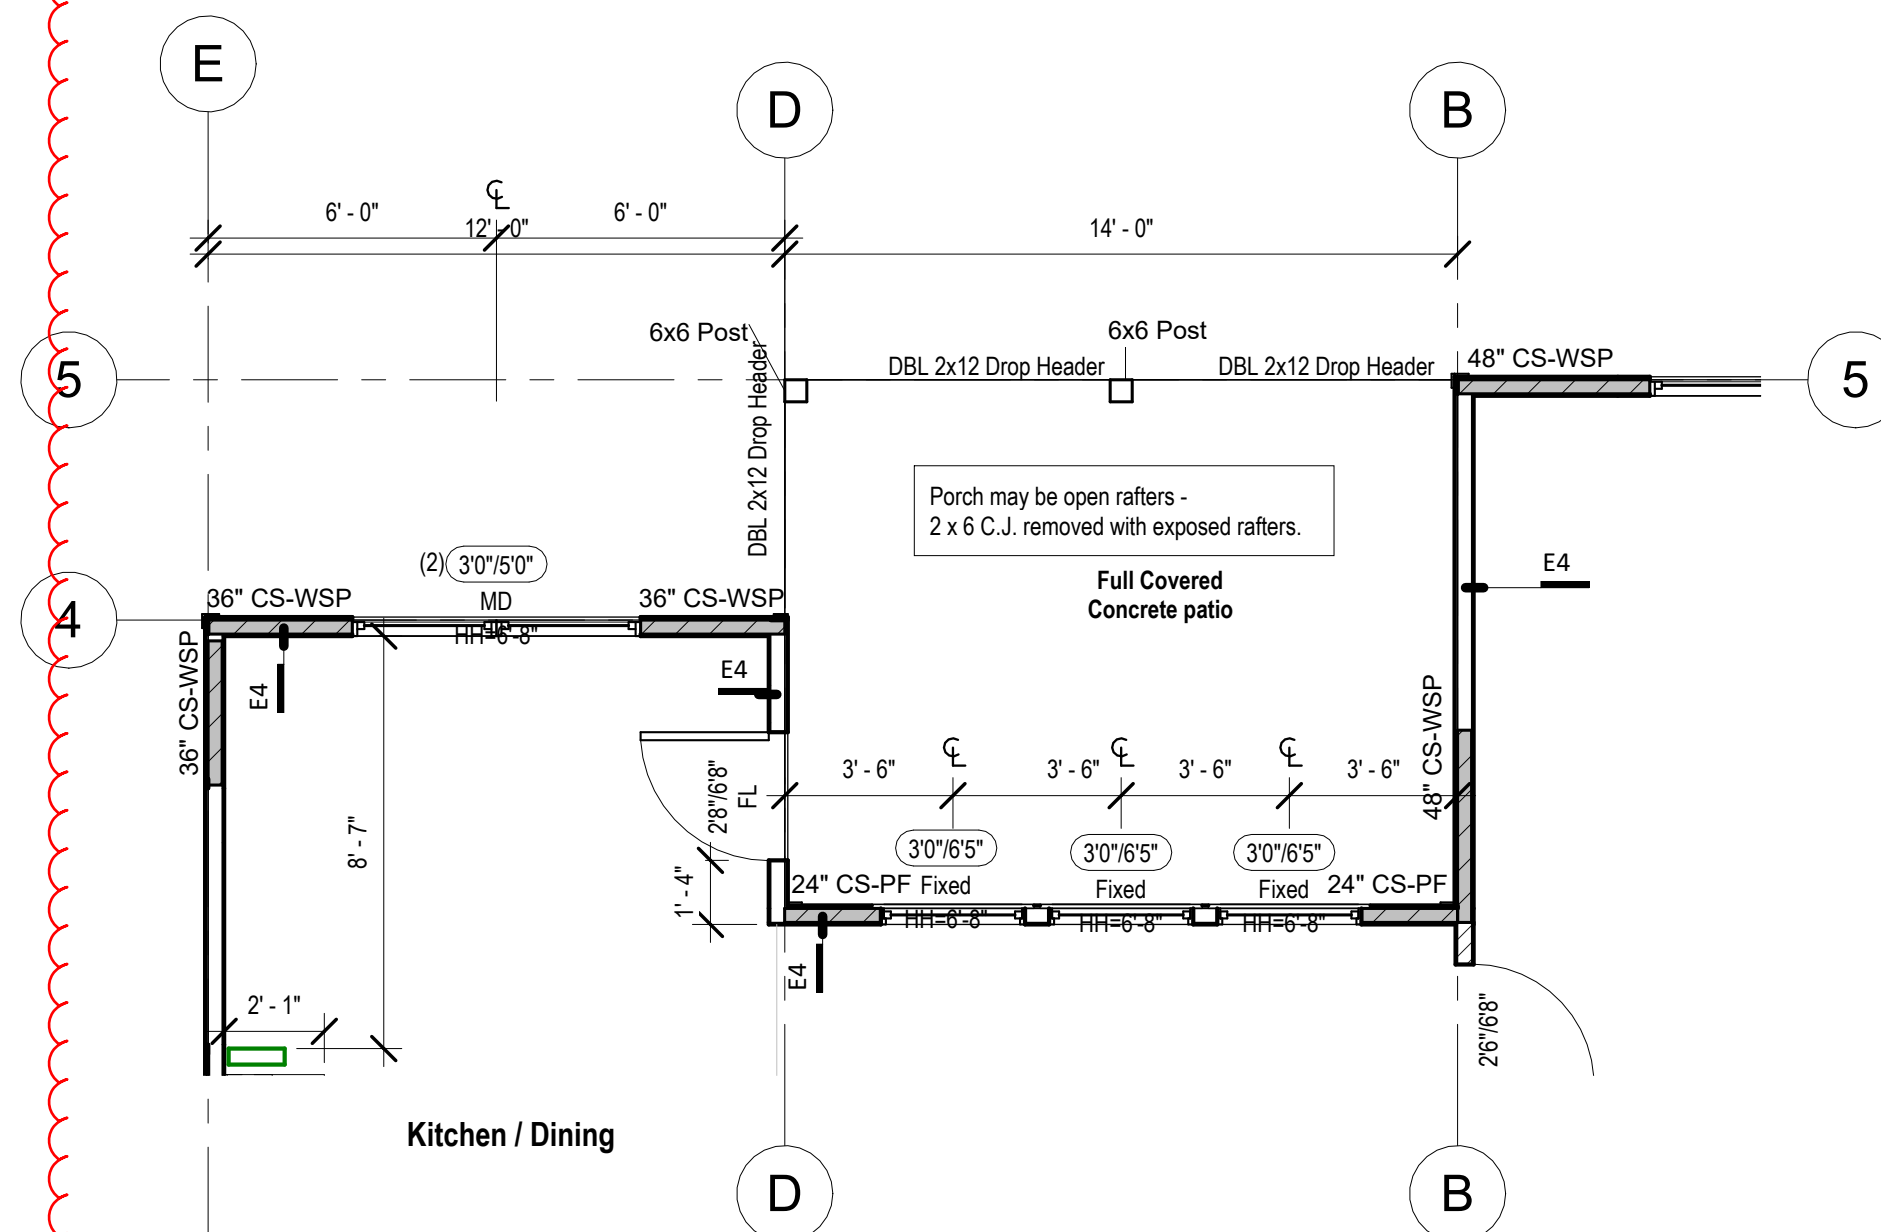 E
D
B
6' - 0"
℄
6' - 0"
12' - 0"
14' - 0"
6x6 Post
6x6 Post
DBL 2x12 Drop Header
DBL 2x12 Drop Header
48" CS-WSP
5
5
DBL 2x12 Drop Header
Porch may be open rafters -
2 x 6 C.J. removed with exposed rafters.
Full Covered
Concrete patio
E4
(2) 3'0"/5'0"
MD
HH=6'-8"
36" CS-WSP
36" CS-WSP
4
36" CS-WSP
E4
E4
48" CS-WSP
℄
℄
℄
3' - 6"
3' - 6"
3' - 6"
3' - 6"
2'8"/6'8"
FL
8' - 7"
1' - 4"
3'0"/6'5"
3'0"/6'5"
3'0"/6'5"
24" CS-PF
Fixed
Fixed
Fixed
24" CS-PF
HH=6'-8"
HH=6'-8"
HH=6'-8"
E4
2' - 1"
2'6"/6'8"
Kitchen / Dining
D
B